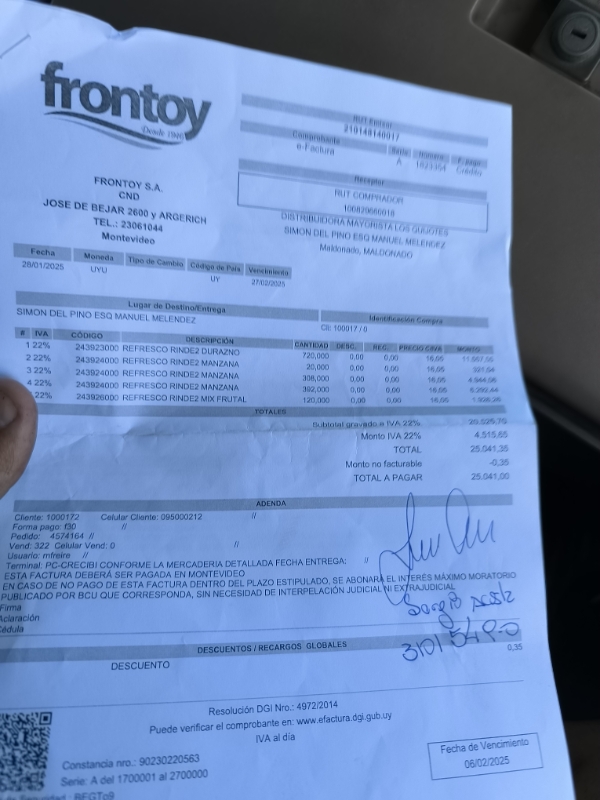 frontoy
Desde 1946
FRONTOY S.A.
CND
JOSE DE BEJAR 2600 y ARGERICH
TEL.: 23061044
Montevideo
RUT Emisor
210148140017
Comprobante Serie Número F. pago
e-Factura A Crédito
Receptor
RUT COMPRADOR
DISTRIBUIDORA MAYORISTA LOS
SIMON DEL PINO ESQ MANUEL MELENDEZ
Maldonado, MALDONADO
Fecha Moneda Tipo de Cambio Código de País Vencimiento
28/01/2025 UYU UY 27/02/2025
Lugar de Destino/Entrega
SIMON DEL PINO ESQ MANUEL MELENDEZ
Identificación Compra
CII: 100017 / 0
# IVA CÓDIGO DESCRIPCIÓN CANTIDAD DESC. REC. PRECIO C/IVA MONTO
1 22% 243923000 REFRESCO RINDE2 DURAZNO 720,000 0,00 0,00 16,05
2 22% 243924000 REFRESCO RINDE2 MANZANA 20,000 0,00 0,00 16,05
3 22% 243924000 REFRESCO RINDE2 MANZANA 0,00 0,00 16,05
4 22% 243924000 REFRESCO RINDE2 MANZANA 0,00 0,00 16,05
22% 243926000 REFRESCO RINDE2 MIX FRUTAL 120,000 0,00 0,00 16,05
TOTALES
Subtotal gravado a IVA 22% 20.525,70
Monto IVA 22% 4.515,65
TOTAL 25.041,35
Monto no facturable -0,35
TOTAL A PAGAR 25.041,00
ADENDA
Cliente: 1000172 Celular Cliente: 095000212 //
Forma pago: f30 //
Pedido: 4574164 //
Vend: 322 Celular Vend: 0 //
Usuario: mfreire //
Terminal: PC-CRECIBI CONFORME LA MERCADERIA DETALLADA FECHA ENTREGA: //
ESTA FACTURA DEBERÁ SER PAGADA EN MONTEVIDEO
EN CASO DE NO PAGO DE ESTA FACTURA DENTRO DEL PLAZO ESTIPULADO, SE ABONARÁ EL INTERÉS MÁXIMO MORATORIO
PUBLICADO POR BCU QUE CORRESPONDA, SIN NECESIDAD DE INTERPELACIÓN JUDICIAL NI EXTRAJUDICIAL
Firma
Aclaración
Cédula
DESCUENTOS / RECARGOS GLOBALES
DESCUENTO 0,35
Resolución DGI Nro.: 4972/2014
Puede verificar el comprobante en: www.efactura.dgi.gub.uy
IVA al día
Constancia nro.: 90230220563
Serie: A del 1700001 al 2700000
Fecha de Vencimiento
06/02/2025